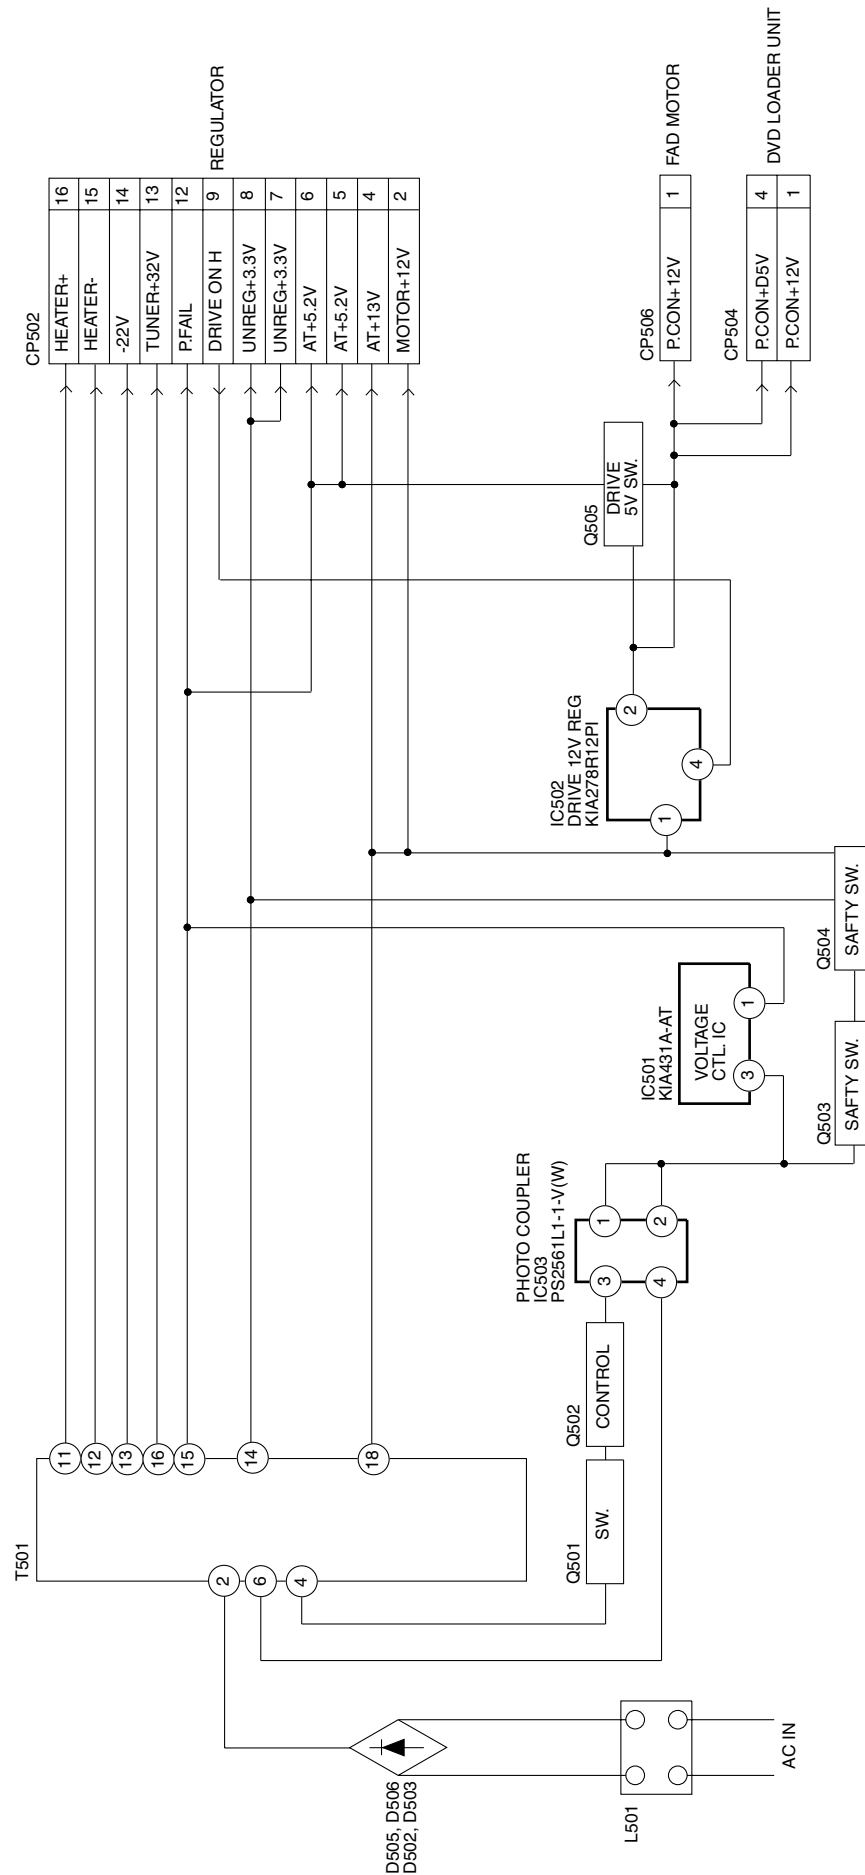 AC IN
L501
D505, D506
D502, D503
T501
2
6
4
11
12
13
16
15
14
18
Q501
SW.
Q502
CONTROL
PHOTO COUPLER
IC503
PS2561L1-1-V(W)
3
4
1
2
Q503
SAFTY SW.
Q504
SAFTY SW.
IC501
KIA431A-AT
VOLTAGE
CTL. IC
3
1
IC502
DRIVE 12V REG
KIA278R12PI
1
2
4
Q505
DRIVE
5V SW.
CP502
HEATER+ 16
HEATER- 15
-22V 14
TUNER+32V 13
P.FAIL 12
DRIVE ON H 9
UNREG+3.3V 8
UNREG+3.3V 7
AT+5.2V 6
AT+5.2V 5
AT+13V 4
MOTOR+12V 2
REGULATOR
CP506
P.CON+12V 1
FAD MOTOR
CP504
P.CON+D5V 4
P.CON+12V 1
DVD LOADER UNIT